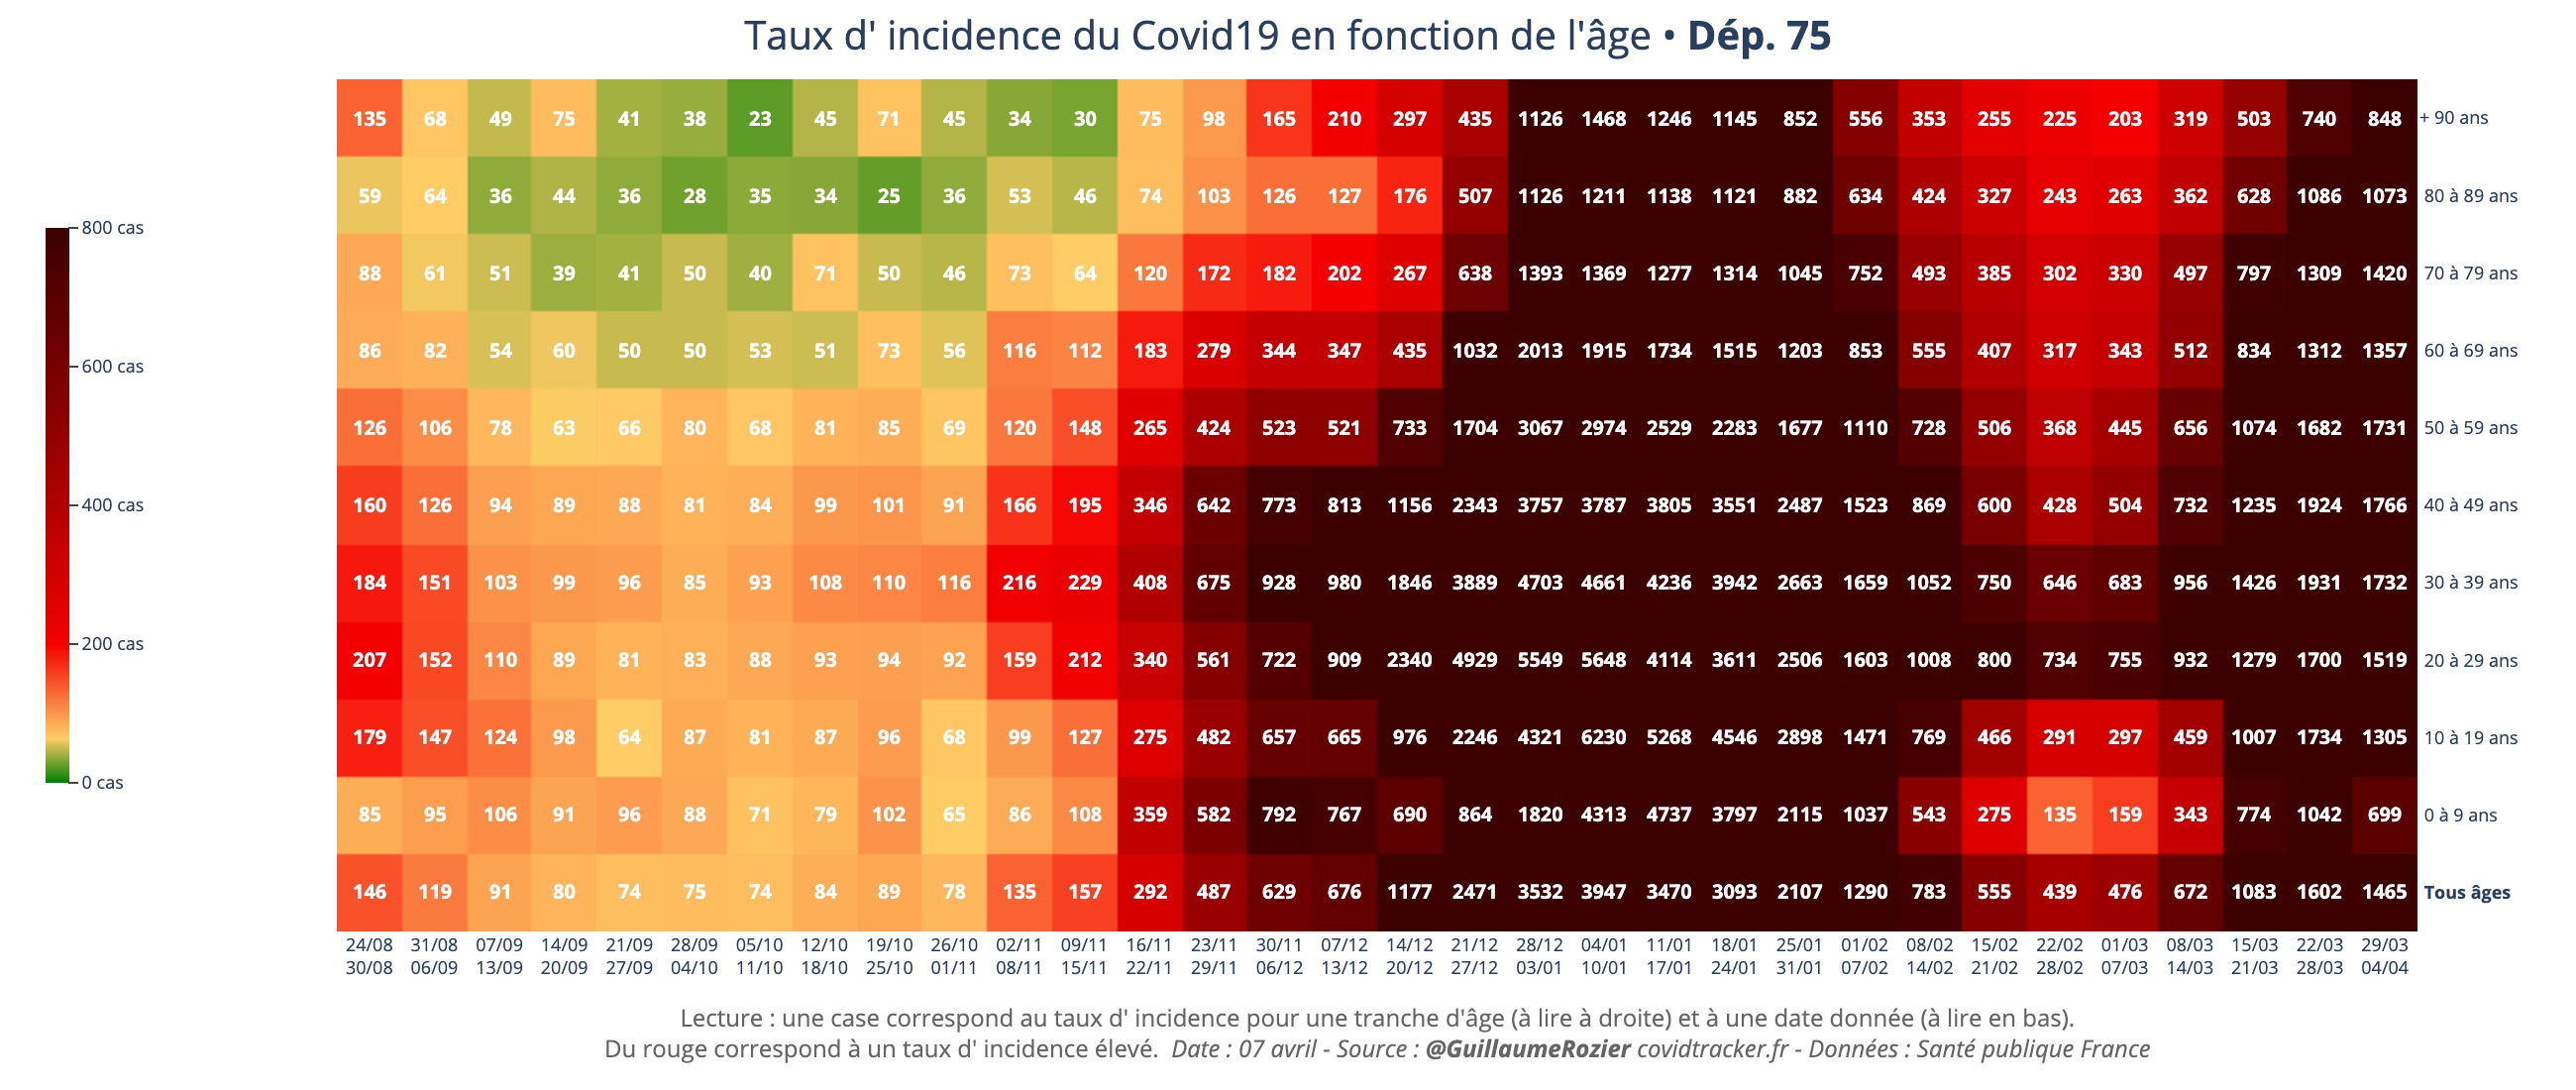 Taux d' incidence du Covid19 en fonction de l'âge • Dép. 75
800 cas
600 cas
400 cas
200 cas
0 cas
135 68 49 75 41 38 23 45 71 45 34 30 75 98 165 210 297 435 1126 1468 1246 1145 852 556 353 255 225 203 319 503 740 848 + 90 ans
59 64 36 44 36 28 35 34 25 36 53 46 74 103 126 127 176 507 1126 1211 1138 1121 882 634 424 327 243 263 362 628 1086 1073 80 à 89 ans
88 61 51 39 41 50 40 71 50 46 73 64 120 172 182 202 267 638 1393 1369 1277 1314 1045 752 493 385 302 330 497 797 1309 1420 70 à 79 ans
86 82 54 60 50 50 53 51 73 56 116 112 183 279 344 347 435 1032 2013 1915 1734 1515 1203 853 555 407 317 343 512 834 1312 1357 60 à 69 ans
126 106 78 63 66 80 68 81 85 69 120 148 265 424 523 521 733 1704 3067 2974 2529 2283 1677 1110 728 506 368 445 656 1074 1682 1731 50 à 59 ans
160 126 94 89 88 81 84 99 101 91 166 195 346 642 773 813 1156 2343 3757 3787 3805 3551 2487 1523 869 600 428 504 732 1235 1924 1766 40 à 49 ans
184 151 103 99 96 85 93 108 110 116 216 229 408 675 928 980 1846 3889 4703 4661 4236 3942 2663 1659 1052 750 646 683 956 1426 1931 1732 30 à 39 ans
207 152 110 89 81 83 88 93 94 92 159 212 340 561 722 909 2340 4929 5549 5648 4114 3611 2506 1603 1008 800 734 755 932 1279 1700 1519 20 à 29 ans
179 147 124 98 64 87 81 87 96 68 99 127 275 482 657 665 976 2246 4321 6230 5268 4546 2898 1471 769 466 291 297 459 1007 1734 1305 10 à 19 ans
85 95 106 91 96 88 71 79 102 65 86 108 359 582 792 767 690 864 1820 4313 4737 3797 2115 1037 543 275 135 159 343 774 1042 699 0 à 9 ans
146 119 91 80 74 75 74 84 89 78 135 157 292 487 629 676 1177 2471 3532 3947 3470 3093 2107 1290 783 555 439 476 672 1083 1602 1465 Tous âges
24/08 31/08 07/09 14/09 21/09 28/09 05/10 12/10 19/10 26/10 02/11 09/11 16/11 23/11 30/11 07/12 14/12 21/12 28/12 04/01 11/01 18/01 25/01 01/02 08/02 15/02 22/02 01/03 08/03 15/03 22/03 29/03
30/08 06/09 13/09 20/09 27/09 04/10 11/10 18/10 25/10 01/11 08/11 15/11 22/11 29/11 06/12 13/12 20/12 27/12 03/01 10/01 17/01 24/01 31/01 07/02 14/02 21/02 28/02 07/03 14/03 21/03 28/03 04/04
Lecture : une case correspond au taux d' incidence pour une tranche d'âge (à lire à droite) et à une date donnée (à lire en bas).
Du rouge correspond à un taux d' incidence élevé. Date : 07 avril - Source : @GuillaumeRozier covidtracker.fr - Données : Santé publique France